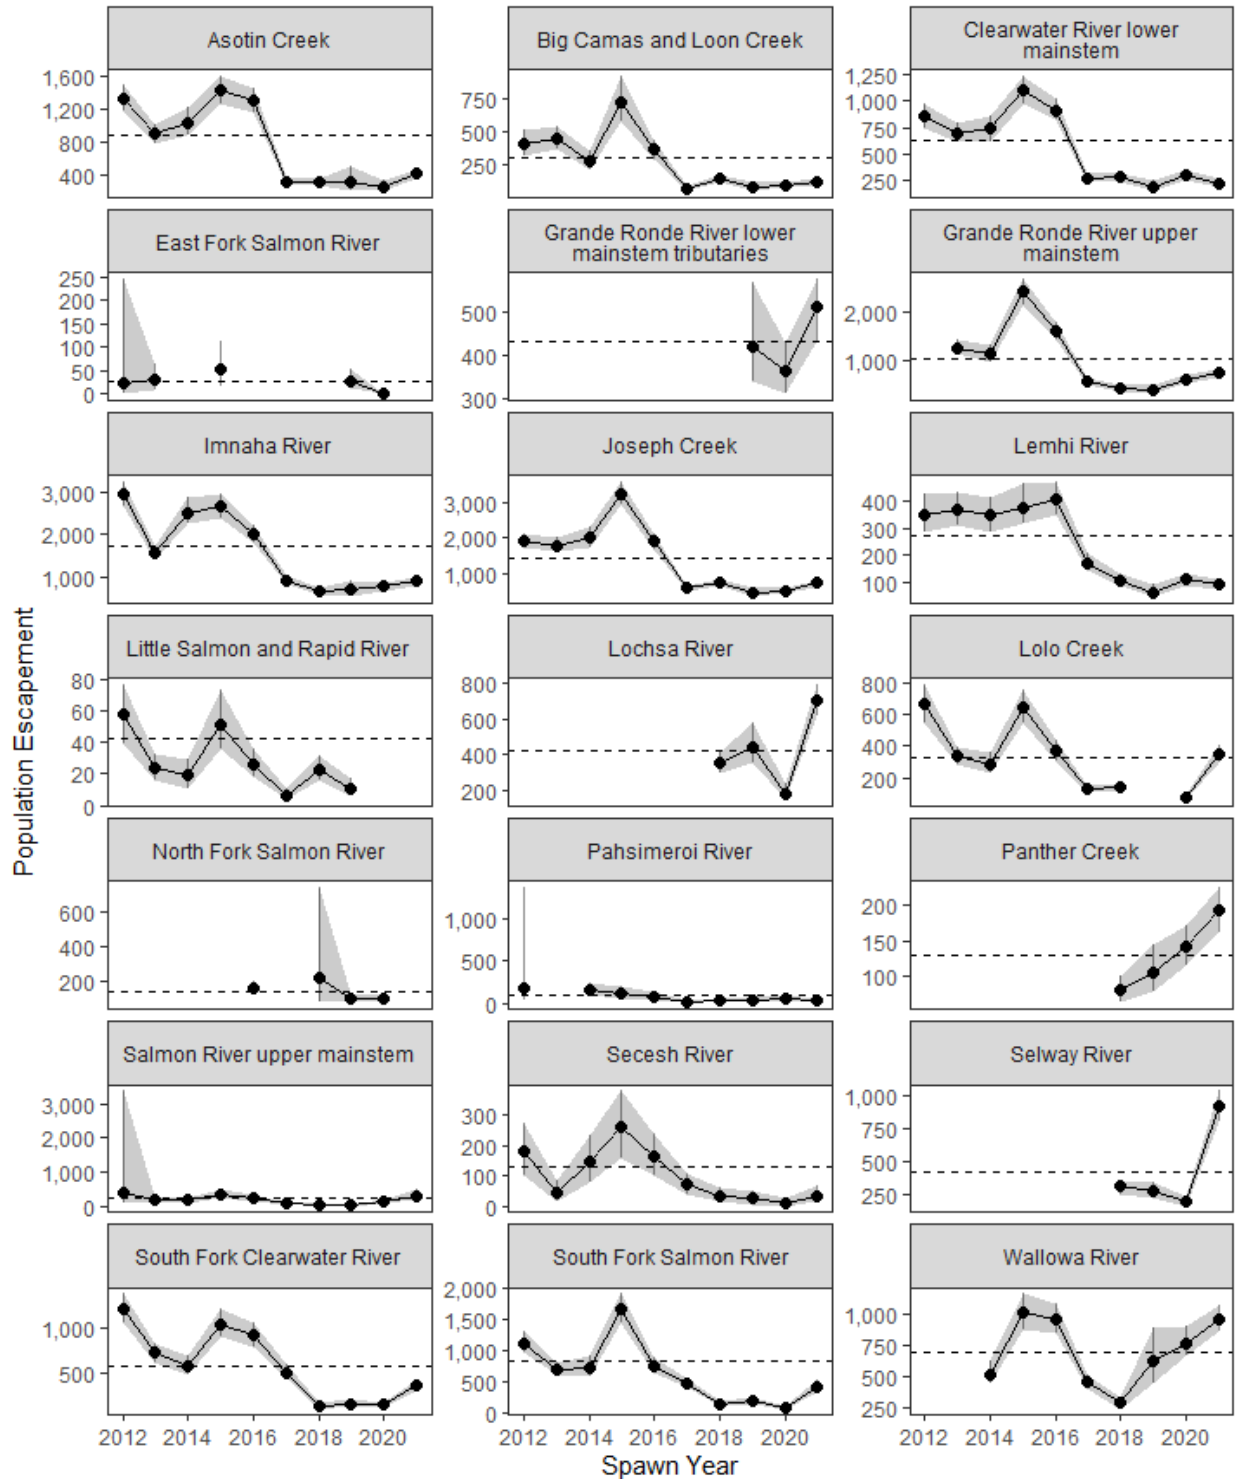 Asotin Creek
Big Camas and Loon Creek
Clearwater River lower
mainstem
1,600
1,200
800
400
750
500
250
1,250
1,000
750
500
250
East Fork Salmon River
Grande Ronde River lower
mainstem tributaries
Grande Ronde River upper
mainstem
250
200
150
100
50
0
500
400
300
2,000
1,000
Imnaha River
Joseph Creek
Lemhi River
3,000
2,000
1,000
3,000
2,000
1,000
400
300
200
100
Population Escapement
Little Salmon and Rapid River
Lochsa River
Lolo Creek
80
60
40
20
0
800
600
400
200
800
600
400
200
North Fork Salmon River
Pahsimeroi River
Panther Creek
600
400
200
1,000
500
0
200
150
100
Salmon River upper mainstem
Secesh River
Selway River
3,000
2,000
1,000
0
300
200
100
0
1,000
750
500
250
South Fork Clearwater River
South Fork Salmon River
Wallowa River
1,000
500
2,000
1,500
1,000
500
0
1,000
750
500
250
2012 2014 2016 2018 2020
2012 2014 2016 2018 2020
2012 2014 2016 2018 2020
Spawn Year